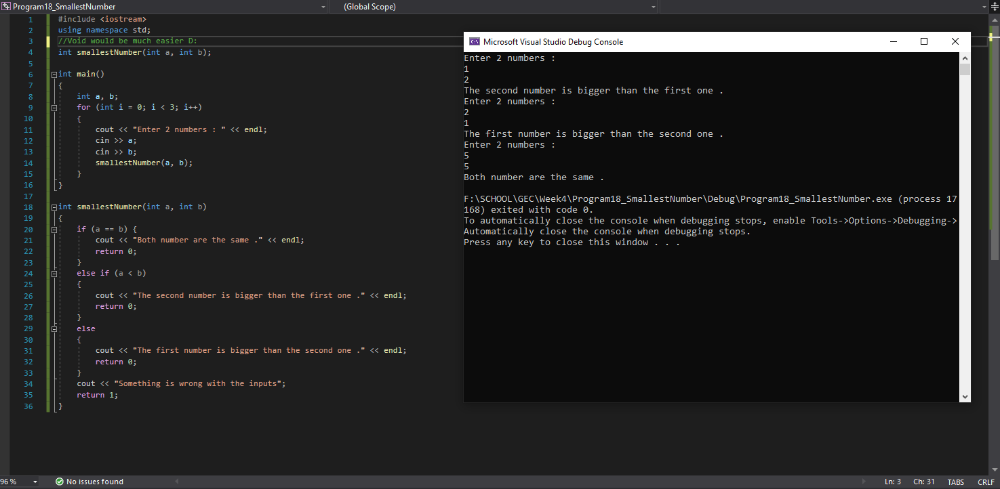 Program18_SmallestNumber
(Global Scope)
1 #include <iostream>
2 using namespace std;
3 //Void would be much easier D:
4 int smallestNumber(int a, int b);
5
6 int main()
7 {
8 int a, b;
9 for (int i = 0; i < 3; i++)
10 {
11 cout << "Enter 2 numbers : " << endl;
12 cin >> a;
13 cin >> b;
14 smallestNumber(a, b);
15 }
16 }
17
18 int smallestNumber(int a, int b)
19 {
20 if (a == b) {
21 cout << "Both number are the same ." << endl;
22 return 0;
23 }
24 else if (a < b)
25 {
26 cout << "The second number is bigger than the first one ." << endl;
27 return 0;
28 }
29 else
30 {
31 cout << "The first number is bigger than the second one ." << endl;
32 return 0;
33 }
34 cout << "Something is wrong with the inputs";
35 return 1;
36 }
Microsoft Visual Studio Debug Console
Enter 2 numbers :
1
2
The second number is bigger than the first one .
Enter 2 numbers :
2
1
The first number is bigger than the second one .
Enter 2 numbers :
5
5
Both number are the same .
F:\SCHOOL\GEC\Week4\Program18_SmallestNumber\Debug\Program18_SmallestNumber.exe (process 17
168) exited with code 0.
To automatically close the console when debugging stops, enable Tools->Options->Debugging->
Automatically close the console when debugging stops.
Press any key to close this window . . .
96 %
No issues found
Ln: 3
Ch: 31
TABS
CRLF